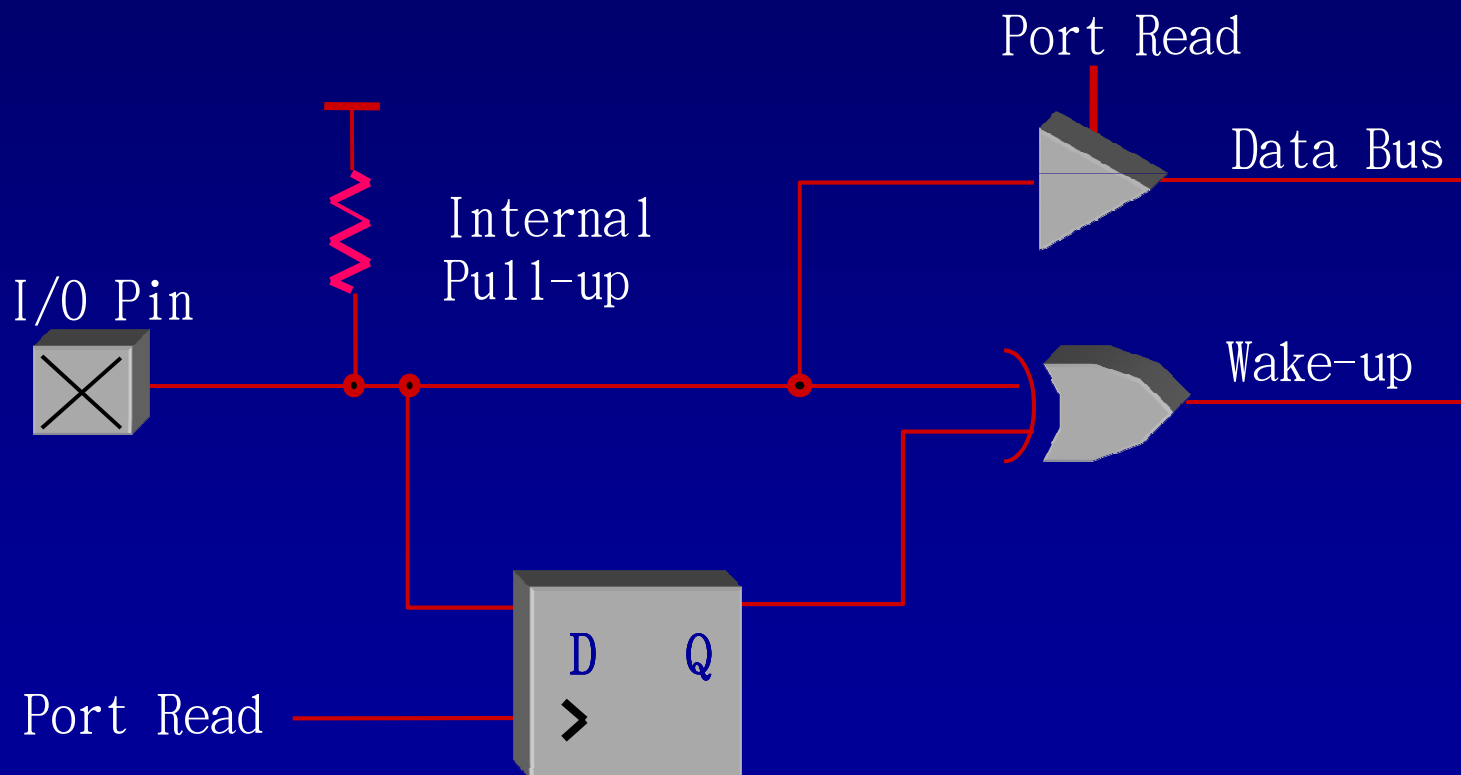 Port Read
Data Bus
Internal
Pull-up
I/O Pin
Wake-up
D Q
Port Read